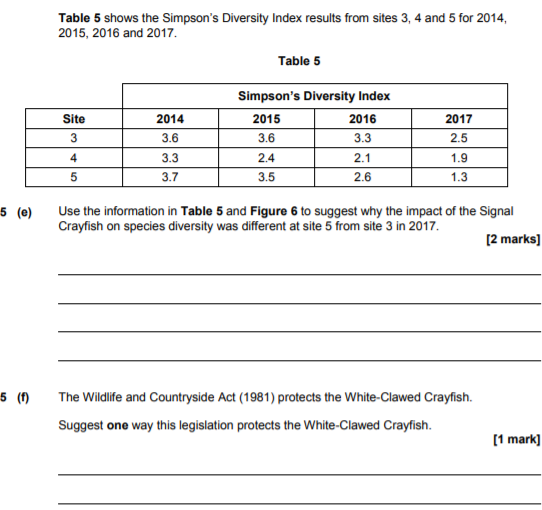 Table 5 shows the Simpson’s Diversity Index results from sites 3, 4 and 5 for 2014,
2015, 2016 and 2017.
Table 5
Simpson’s Diversity Index
Site 2014 2015 2016 2017
3 3.6 3.6 3.3 2.5
4 3.3 2.4 2.1 1.9
5 3.7 3.5 2.6 1.3
5 (e) Use the information in Table 5 and Figure 6 to suggest why the impact of the Signal
Crayfish on species diversity was different at site 5 from site 3 in 2017.
[2 marks]
5 (f) The Wildlife and Countryside Act (1981) protects the White-Clawed Crayfish.
Suggest one way this legislation protects the White-Clawed Crayfish.
[1 mark]